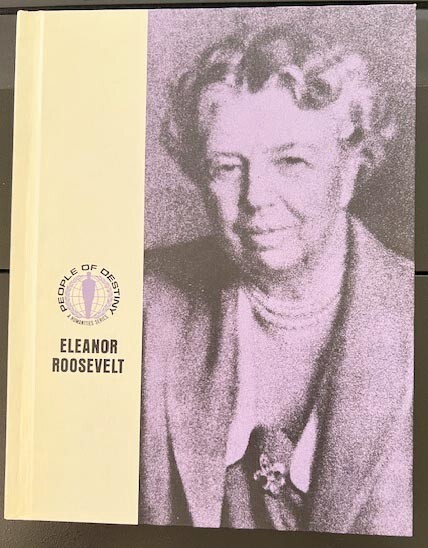 PEOPLE OF DESTINY
A HUMANITIES SERIES
ELEANOR
ROOSEVELT